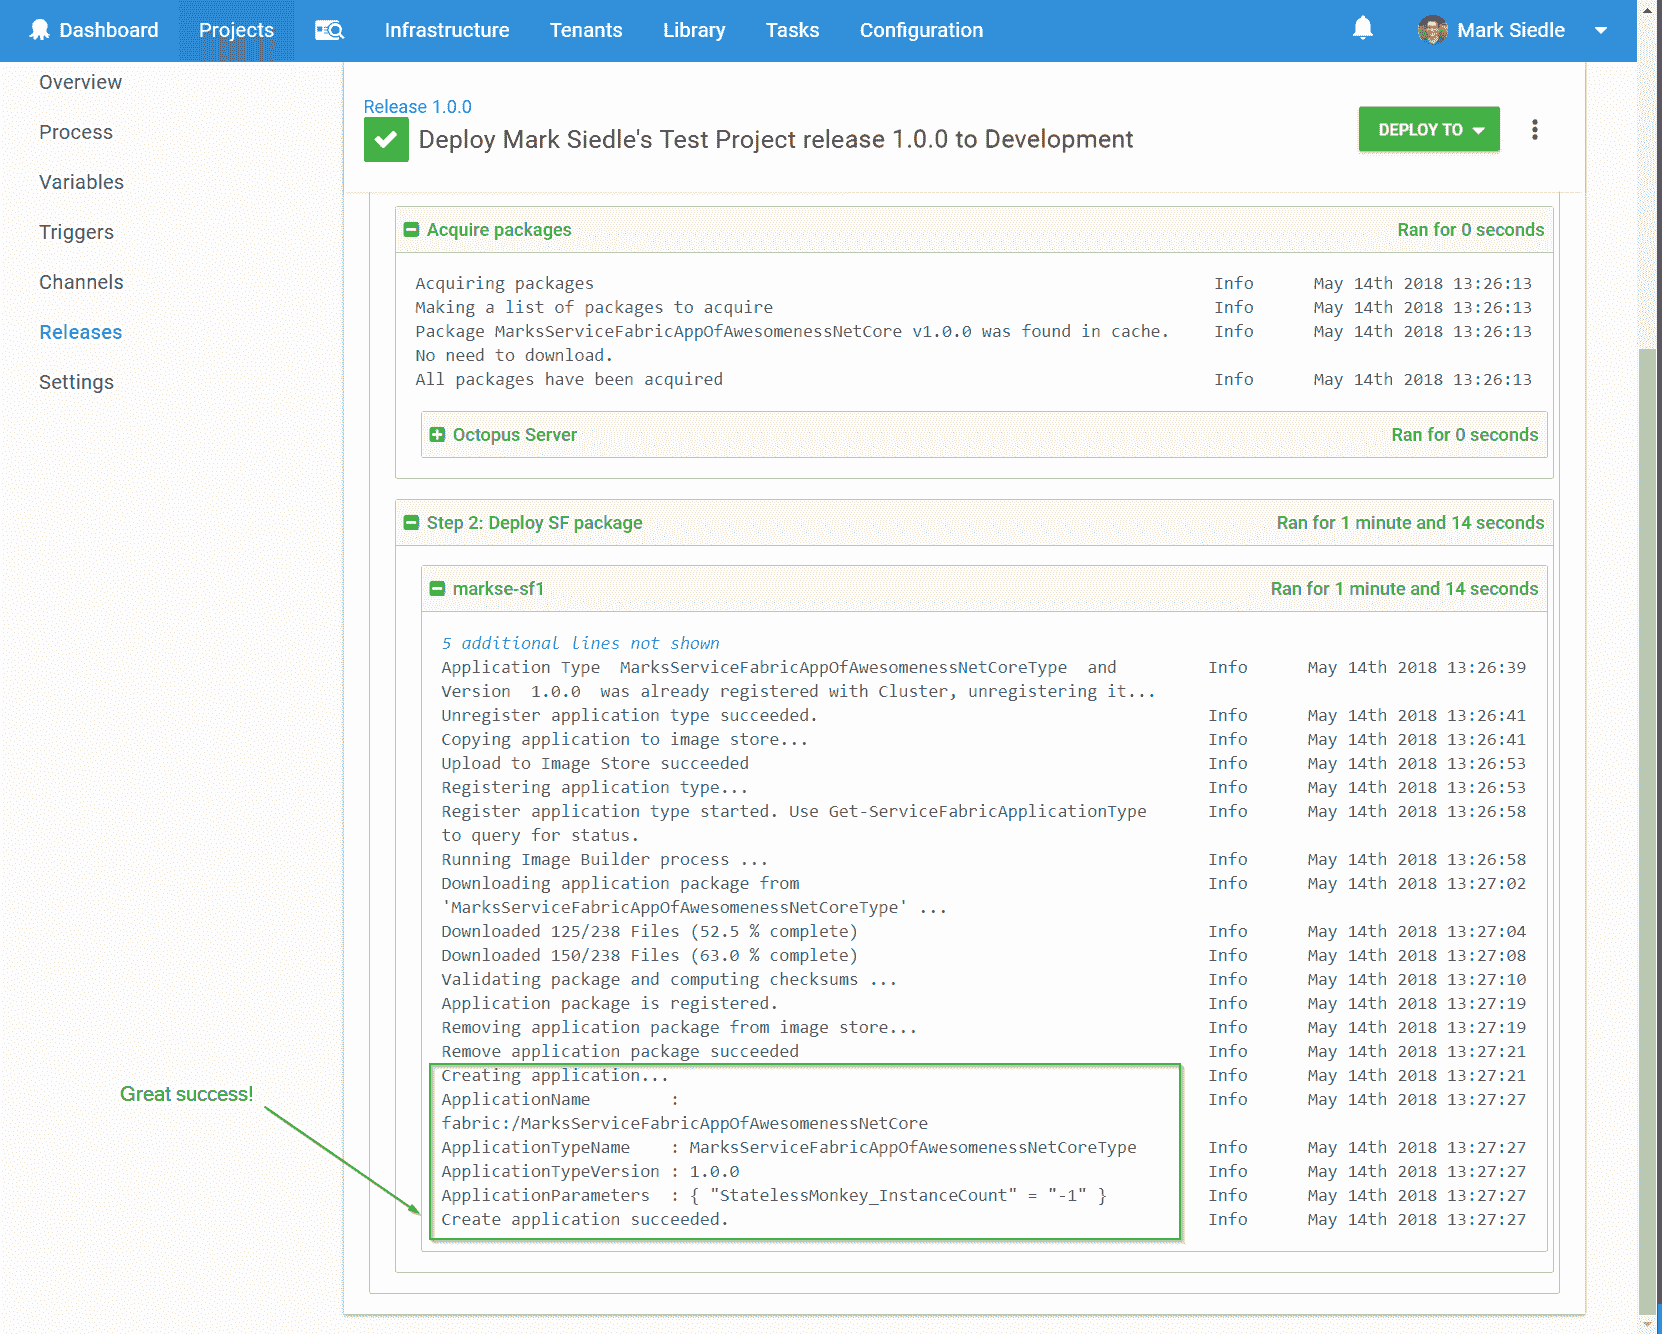 Dashboard Projects Infrastructure Tenants Library Tasks Configuration Mark Siedle
Overview
Process
Variables
Triggers
Channels
Releases
Settings
Release 1.0.0
Deploy Mark Siedle's Test Project release 1.0.0 to Development
DEPLOY TO
Acquire packages Ran for 0 seconds
Acquiring packages Info May 14th 2018 13:26:13
Making a list of packages to acquire Info May 14th 2018 13:26:13
Package MarksServiceFabricAppOfAwesomenessNetCore v1.0.0 was found in cache. Info May 14th 2018 13:26:13
No need to download.
All packages have been acquired Info May 14th 2018 13:26:13
Octopus Server Ran for 0 seconds
Step 2: Deploy SF package Ran for 1 minute and 14 seconds
markse-sf1 Ran for 1 minute and 14 seconds
5 additional lines not shown
Application Type MarksServiceFabricAppOfAwesomenessNetCoreType and Info May 14th 2018 13:26:39
Version 1.0.0 was already registered with Cluster, unregistering it...
Unregister application type succeeded. Info May 14th 2018 13:26:41
Copying application to image store... Info May 14th 2018 13:26:41
Upload to Image Store succeeded Info May 14th 2018 13:26:53
Registering application type... Info May 14th 2018 13:26:53
Register application type started. Use Get-ServiceFabricApplicationType Info May 14th 2018 13:26:58
to query for status.
Running Image Builder process ... Info May 14th 2018 13:26:58
Downloading application package from Info May 14th 2018 13:27:02
'MarksServiceFabricAppOfAwesomenessNetCoreType' ...
Downloaded 125/238 Files (52.5 % complete) Info May 14th 2018 13:27:04
Downloaded 150/238 Files (63.0 % complete) Info May 14th 2018 13:27:08
Validating package and computing checksums ... Info May 14th 2018 13:27:10
Application package is registered. Info May 14th 2018 13:27:19
Removing application package from image store... Info May 14th 2018 13:27:19
Remove application package succeeded Info May 14th 2018 13:27:21
Creating application... Info May 14th 2018 13:27:21
ApplicationName : Info May 14th 2018 13:27:27
fabric:/MarksServiceFabricAppOfAwesomenessNetCore
ApplicationTypeName : MarksServiceFabricAppOfAwesomenessNetCoreType Info May 14th 2018 13:27:27
ApplicationTypeVersion : 1.0.0 Info May 14th 2018 13:27:27
ApplicationParameters : { "StatelessMonkey_InstanceCount" = "-1" } Info May 14th 2018 13:27:27
Create application succeeded. Info May 14th 2018 13:27:27
Great success!